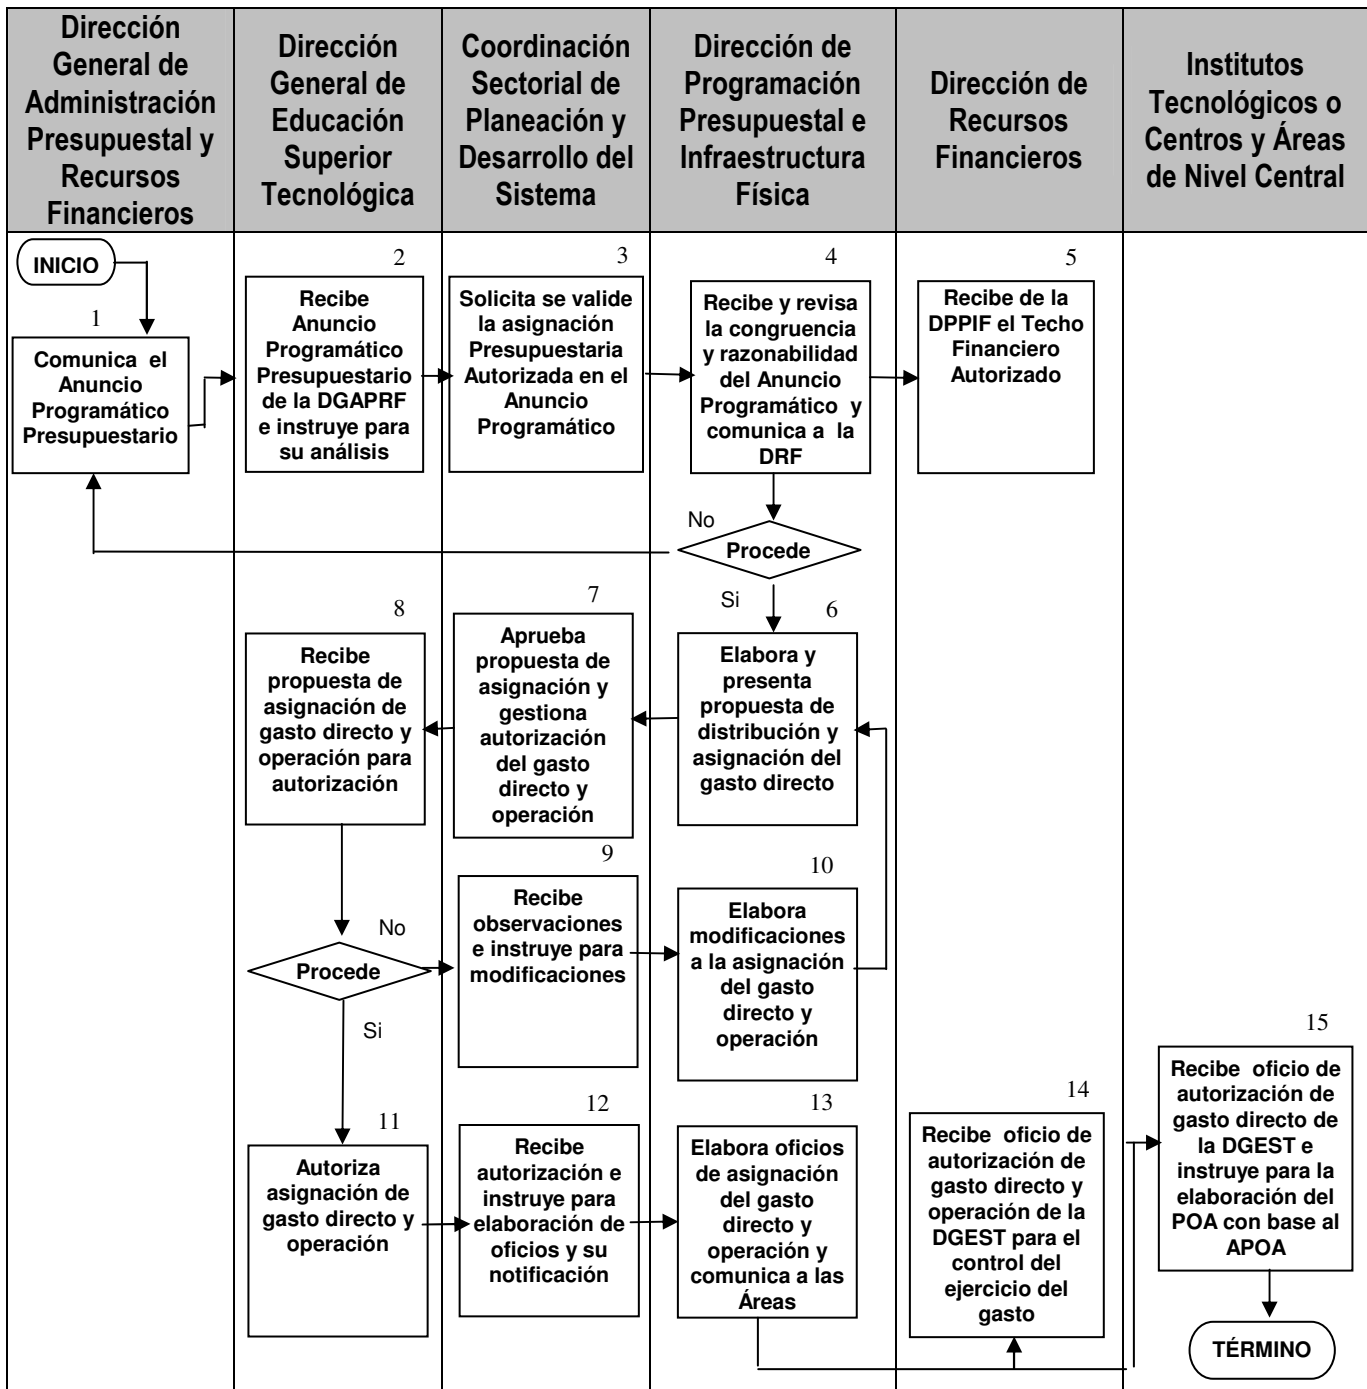 Dirección
General de
Administración
Presupuestal y
Recursos
Financieros
Dirección
General de
Educación
Superior
Tecnológica
Coordinación
Sectorial de
Planeación y
Desarrollo del
Sistema
Dirección de
Programación
Presupuestal e
Infraestructura
Física
Dirección de
Recursos
Financieros
Institutos
Tecnológicos o
Centros y Áreas
de Nivel Central
INICIO
1
Comunica el
Anuncio
Programático
Presupuestario
2
Recibe
Anuncio
Programático
Presupuestario
de la DGAPRF
e instruye para
su análisis
3
Solicita se valide
la asignación
Presupuestaria
Autorizada en el
Anuncio
Programático
4
Recibe y revisa
la congruencia
y razonabilidad
del Anuncio
Programático y
comunica a la
DRF
5
Recibe de la
DPPIF el Techo
Financiero
Autorizado
No
Procede
Si
6
Elabora y
presenta
propuesta de
distribución y
asignación del
gasto directo
7
Aprueba
propuesta de
asignación y
gestiona
autorización
del gasto
directo y
operación
8
Recibe
propuesta de
asignación de
gasto directo y
operación para
autorización
No
Procede
Si
9
Recibe
observaciones
e instruye para
modificaciones
10
Elabora
modificaciones
a la asignación
del gasto
directo y
operación
11
Autoriza
asignación de
gasto directo y
operación
12
Recibe
autorización e
instruye para
elaboración de
oficios y su
notificación
13
Elabora oficios
de asignación
del gasto
directo y
operación y
comunica a las
Áreas
14
Recibe oficio de
autorización de
gasto directo y
operación de la
DGEST para el
control del
ejercicio del
gasto
15
Recibe oficio de
autorización de
gasto directo de
la DGEST e
instruye para la
elaboración del
POA con base al
APOA
TÉRMINO